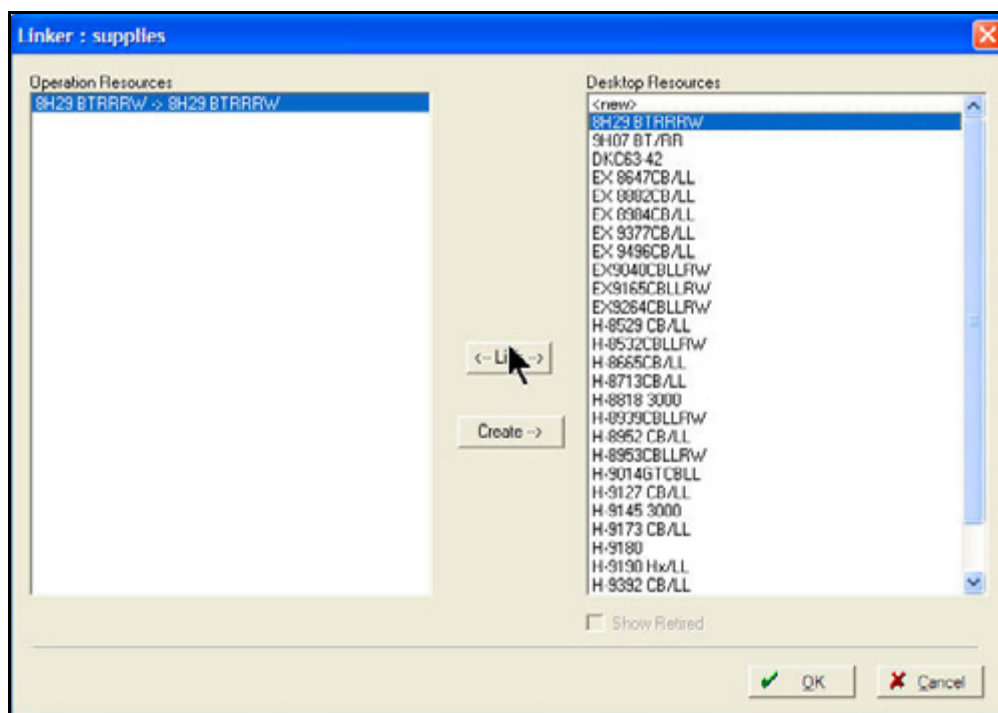 Linker : supplies
Operation Resources
8H29 BTRRRW -> 8H29 BTRRRW
Desktop Resources
<new>
8H29 BTRRRW
9H07 BT/RR
DKC63-42
EX 8647CB/LL
EX 8882CB/LL
EX 8984CB/LL
EX 9377CB/LL
EX 9496CB/LL
EX9040CBLLRW
EX9165CBLLRW
EX9264CBLLRW
H-8529 CB/LL
H-8532CBLLRW
H-8665CB/LL
H-8713CB/LL
H-8818 3000
H-8939CBLLRW
H-8952 CB/LL
H-8953CBLLRW
H-9014GTCBLL
H-9127 CB/LL
H-9145 3000
H-9173 CB/LL
H-9180
H-9190 Hx/LL
H-9392 CB/LL
<-- Li -->
Create -->
Show Retired
OK
Cancel